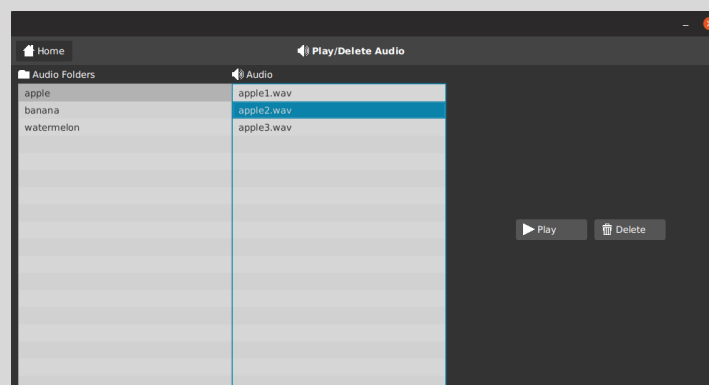 Home
Play/Delete Audio
Audio Folders
Audio
apple
apple1.wav
banana
apple2.wav
watermelon
apple3.wav
Play
Delete